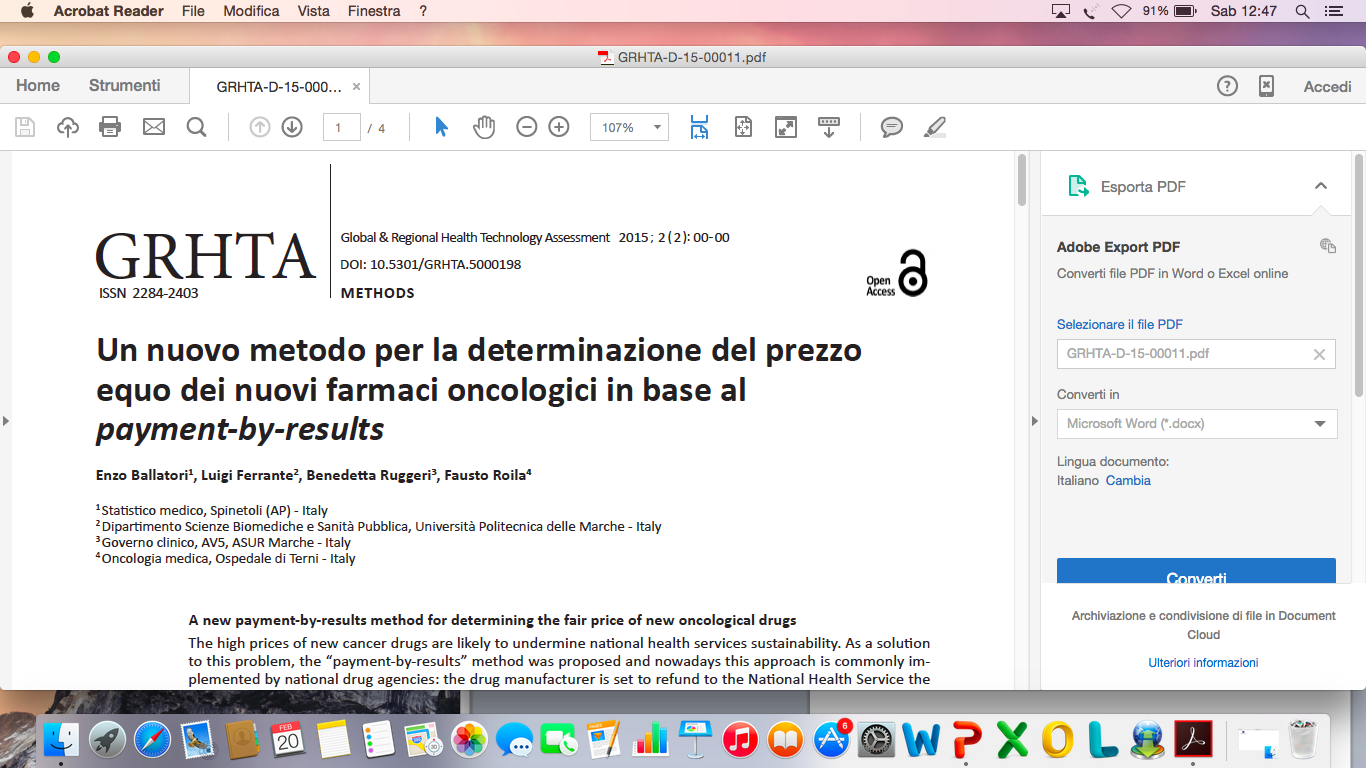 Acrobat Reader File Modifica Vista Finestra ? 91% Sab 12:47
GRHTA-D-15-00011.pdf
Home Strumenti GRHTA-D-15-000... × Accedi
1 / 4 107%
GRHTA
ISSN 2284-2403
Global & Regional Health Technology Assessment 2015; 2(2): 00-00
DOI: 10.5301/GRHTA.5000198
METHODS
Open
Access
Un nuovo metodo per la determinazione del prezzo
equo dei nuovi farmaci oncologici in base al
payment-by-results
Enzo Ballatori1, Luigi Ferrante2, Benedetta Ruggeri3, Fausto Roila4
1 Statistico medico, Spinetoli (AP) - Italy
2 Dipartimento Scienze Biomediche e Sanità Pubblica, Università Politecnica delle Marche - Italy
3 Governo clinico, AV5, ASUR Marche - Italy
4 Oncologia medica, Ospedale di Terni - Italy
A new payment-by-results method for determining the fair price of new oncological drugs
The high prices of new cancer drugs are likely to undermine national health services sustainability. As a solution
to this problem, the “payment-by-results” method was proposed and nowadays this approach is commonly im-
plemented by national drug agencies: the drug manufacturer is set to refund to the National Health Service the
Esporta PDF
Adobe Export PDF
Converti file PDF in Word o Excel online
Selezionare il file PDF
GRHTA-D-15-00011.pdf
Converti in
Microsoft Word (*.docx)
Lingua documento:
Italiano Cambia
Converti
Archiviazione e condivisione di file in Document
Cloud
Ulteriori informazioni
FEB
20
6
W P X O L